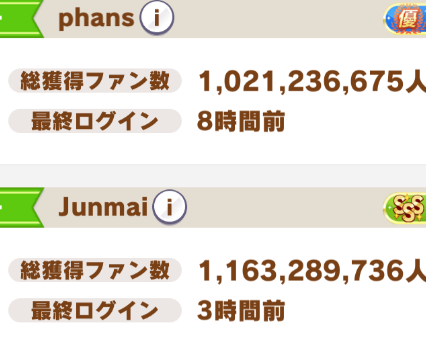 phans i
優
総獲得ファン数 1,021,236,675人
最終ログイン 8時間前
Junmai i
SSS
総獲得ファン数 1,163,289,736人
最終ログイン 3時間前